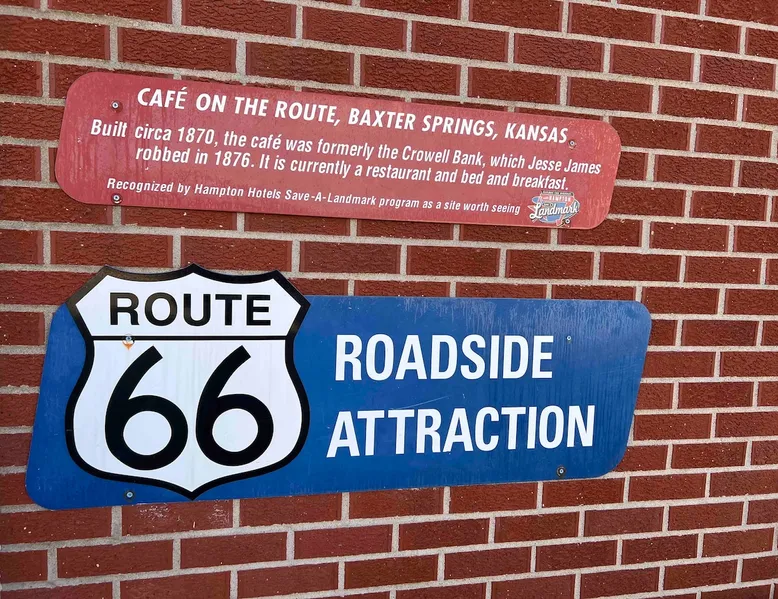 CAFÉ ON THE ROUTE, BAXTER SPRINGS, KANSAS
Built circa 1870, the café was formerly the Crowell Bank, which Jesse James
robbed in 1876. It is currently a restaurant and bed and breakfast.
Recognized by Hampton Hotels Save-A-Landmark program as a site worth seeing
HAMPTON
Landmark
ROUTE
66
ROADSIDE
ATTRACTION